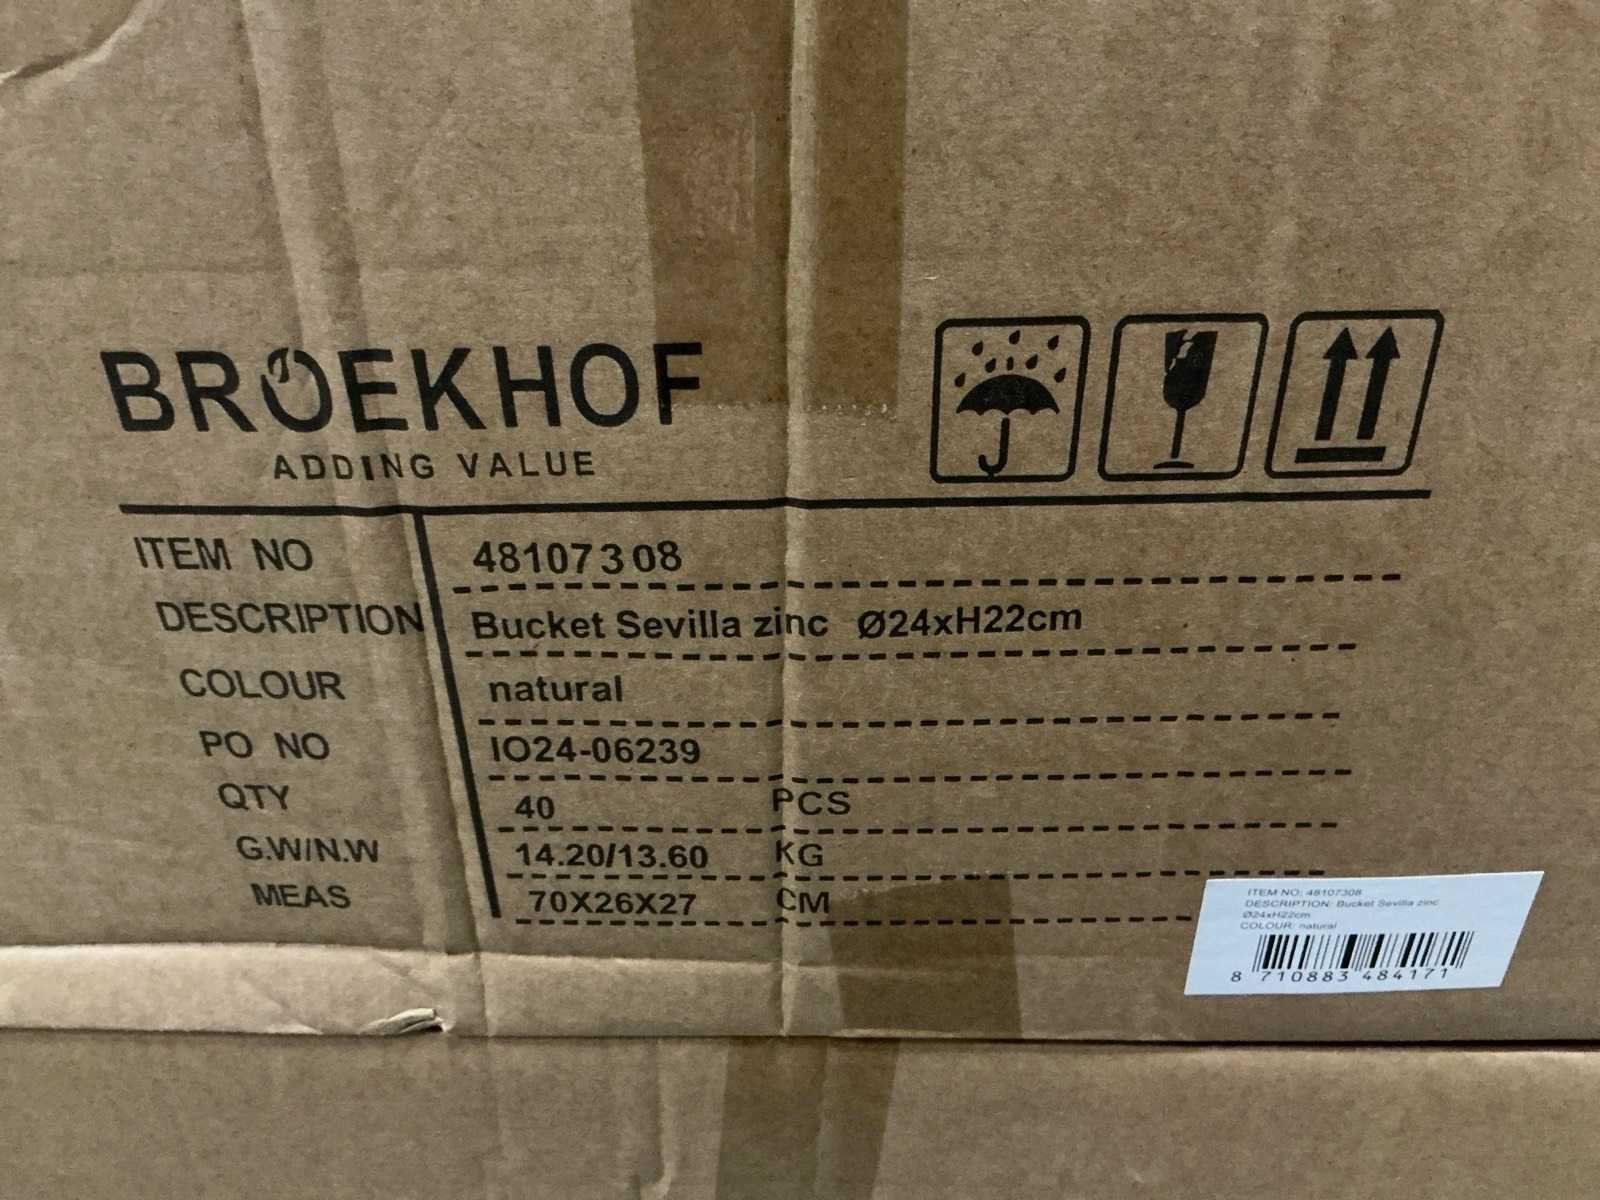 BROEKHOF
ADDING VALUE
ITEM NO 48107308
DESCRIPTION Bucket Sevilla zinc Ø24xH22cm
COLOUR natural
PO NO IO24-06239
QTY 40 PCS
G.W/N.W 14.20/13.60 KG
MEAS 70X26X27 CM
ITEM NO: 48107308
DESCRIPTION: Bucket Sevilla zinc
Ø24xH22cm
COLOUR: natural
8 710883 484171